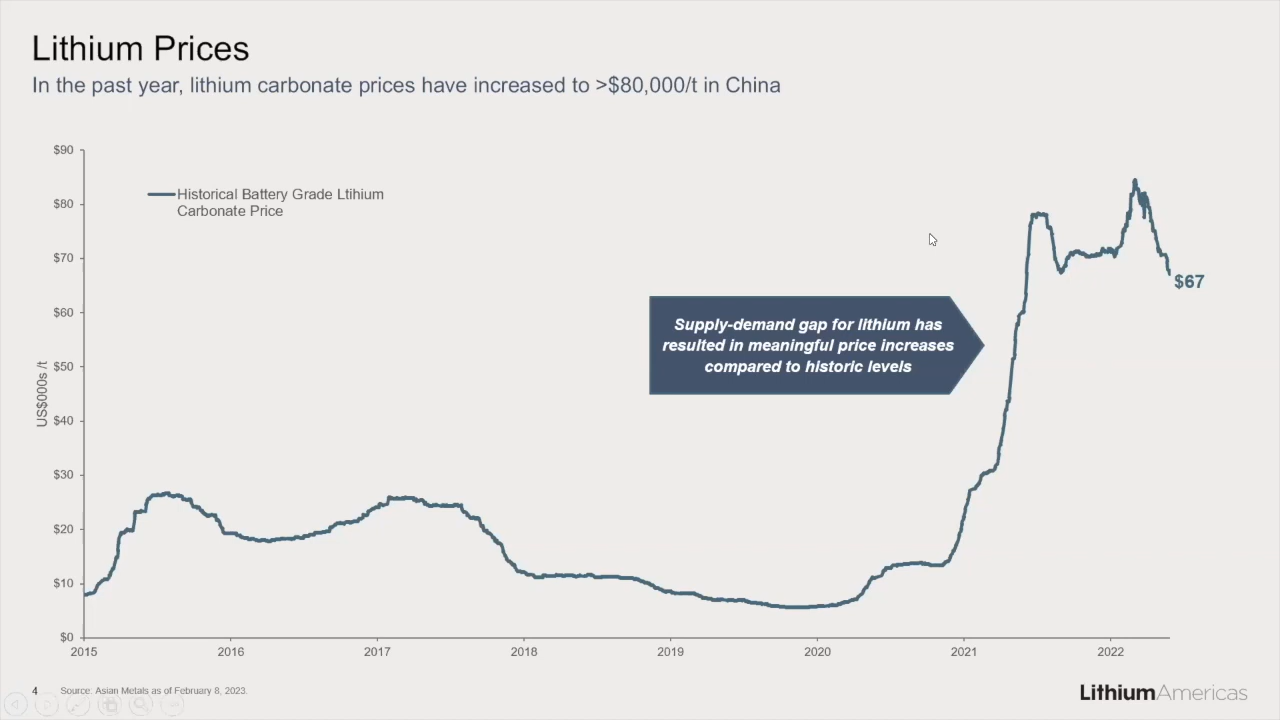 Lithium Prices
In the past year, lithium carbonate prices have increased to >$80,000/t in China
$90
$80
$70
$60
$50
$40
$30
$20
$10
$0
US$000s /t
Historical Battery Grade Ltihium
Carbonate Price
Supply-demand gap for lithium has
resulted in meaningful price increases
compared to historic levels
$67
2015
2016
2017
2018
2019
2020
2021
2022
4
Source: Asian Metals as of February 8, 2023.
LithiumAmericas